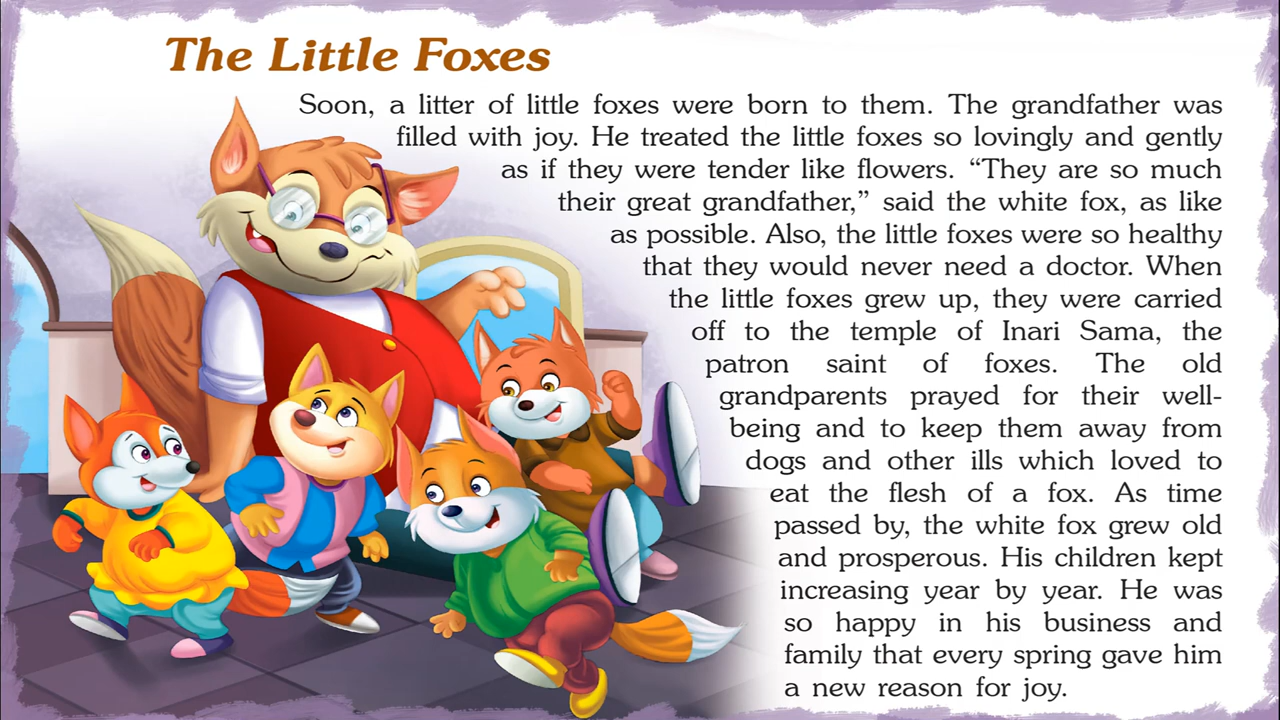 The Little Foxes
Soon, a litter of little foxes were born to them. The grandfather was
filled with joy. He treated the little foxes so lovingly and gently
as if they were tender like flowers. “They are so much
their great grandfather,” said the white fox, as like
as possible. Also, the little foxes were so healthy
that they would never need a doctor. When
the little foxes grew up, they were carried
off to the temple of Inari Sama, the
patron saint of foxes. The old
grandparents prayed for their well-
being and to keep them away from
dogs and other ills which loved to
eat the flesh of a fox. As time
passed by, the white fox grew old
and prosperous. His children kept
increasing year by year. He was
so happy in his business and
family that every spring gave him
a new reason for joy.